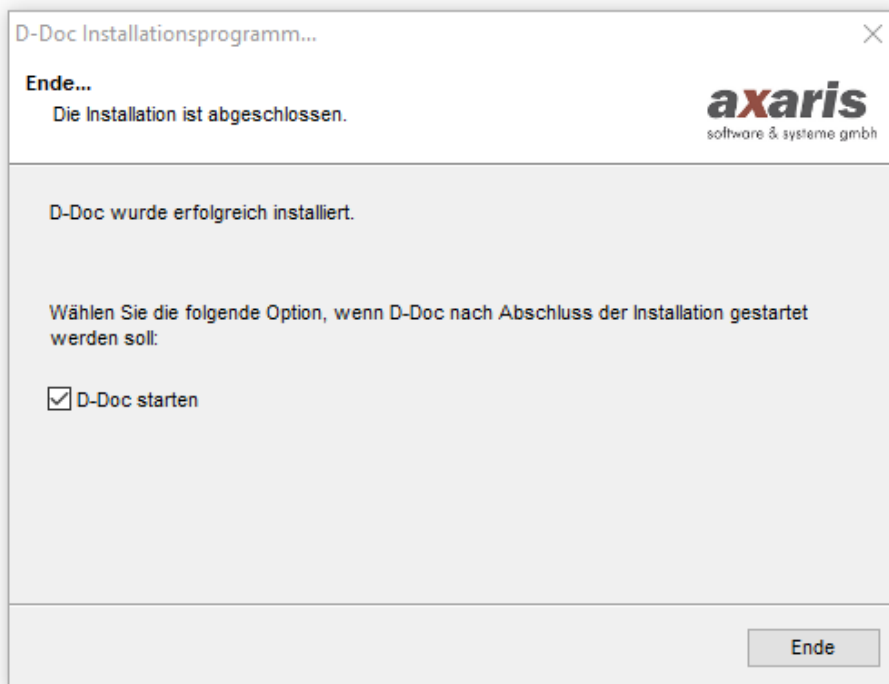 D-Doc Installationsprogramm...
Ende...
Die Installation ist abgeschlossen.
axaris
software & systeme gmbh
D-Doc wurde erfolgreich installiert.
Wählen Sie die folgende Option, wenn D-Doc nach Abschluss der Installation gestartet
werden soll:
D-Doc starten
Ende